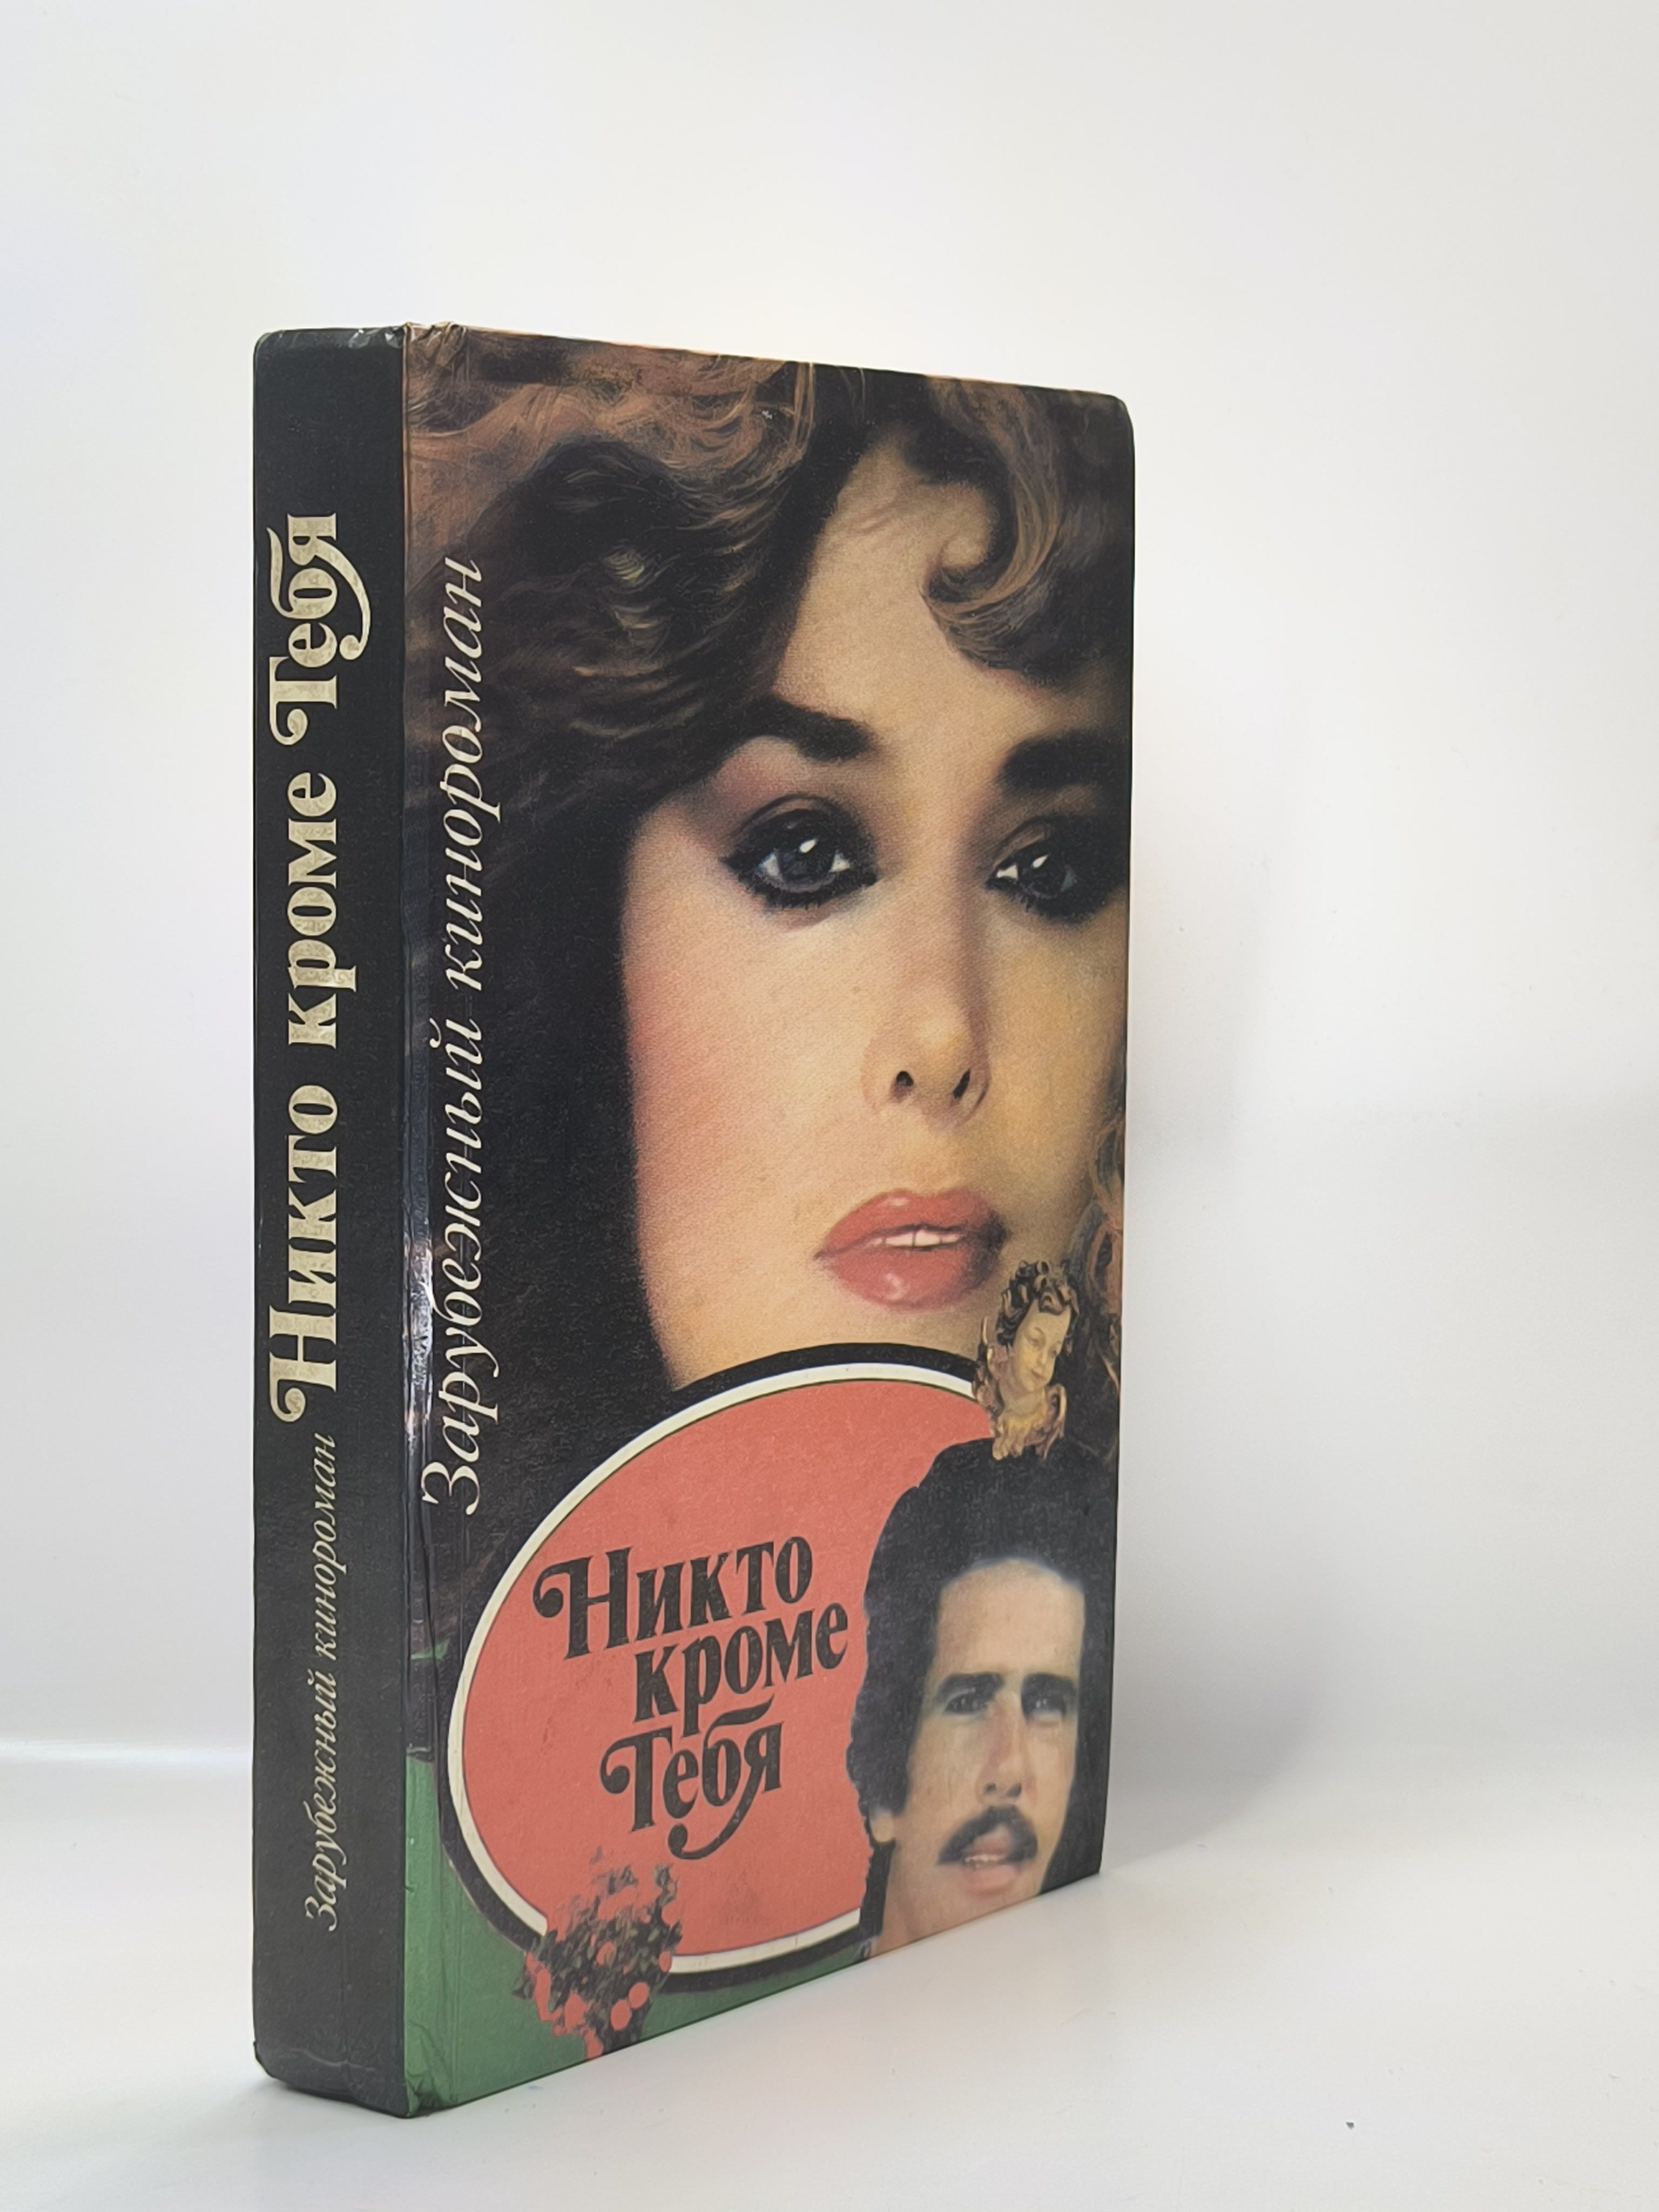 Зарубежный кинороман Никто кроме Тебя
Зарубежный кинороман
Никто
кроме
Тебя